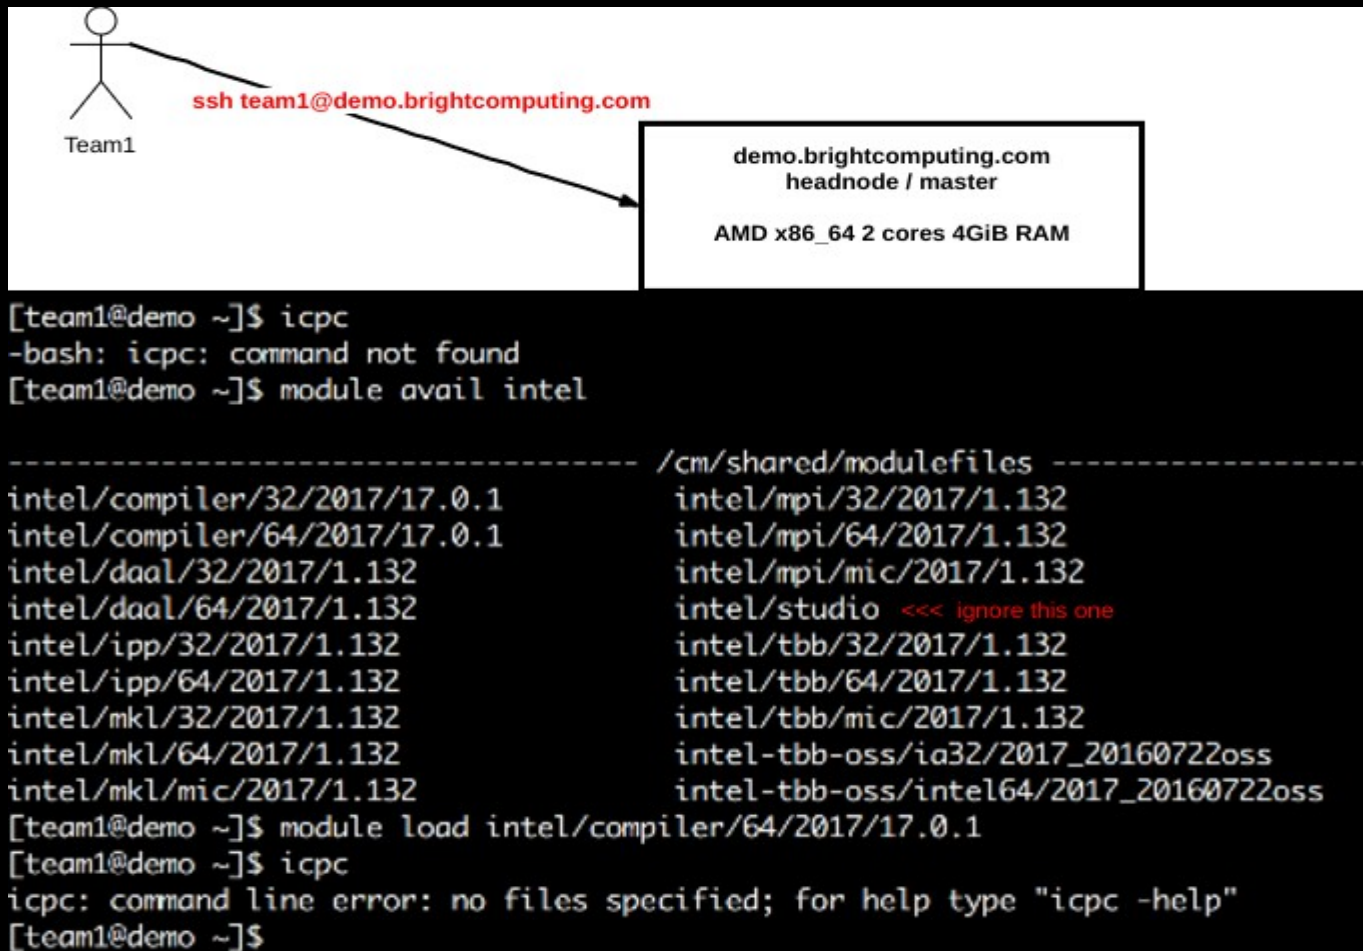 ssh team1@demo.brightcomputing.com
Team1
demo.brightcomputing.com
headnode / master
AMD x86_64 2 cores 4GiB RAM
[team1@demo ~]$ icpc
-bash: icpc: command not found
[team1@demo ~]$ module avail intel
----------------------------------- /cm/shared/modulefiles -----------------
intel/compiler/32/2017/17.0.1 intel/mpi/32/2017/1.132
intel/compiler/64/2017/17.0.1 intel/mpi/64/2017/1.132
intel/daal/32/2017/1.132 intel/mpi/mic/2017/1.132
intel/daal/64/2017/1.132 intel/studio <<< ignore this one
intel/ipp/32/2017/1.132 intel/tbb/32/2017/1.132
intel/ipp/64/2017/1.132 intel/tbb/64/2017/1.132
intel/mkl/32/2017/1.132 intel/tbb/mic/2017/1.132
intel/mkl/64/2017/1.132 intel-tbb-oss/ia32/2017_20160722oss
intel/mkl/mic/2017/1.132 intel-tbb-oss/intel64/2017_20160722oss
[team1@demo ~]$ module load intel/compiler/64/2017/17.0.1
[team1@demo ~]$ icpc
icpc: command line error: no files specified; for help type "icpc -help"
[team1@demo ~]$